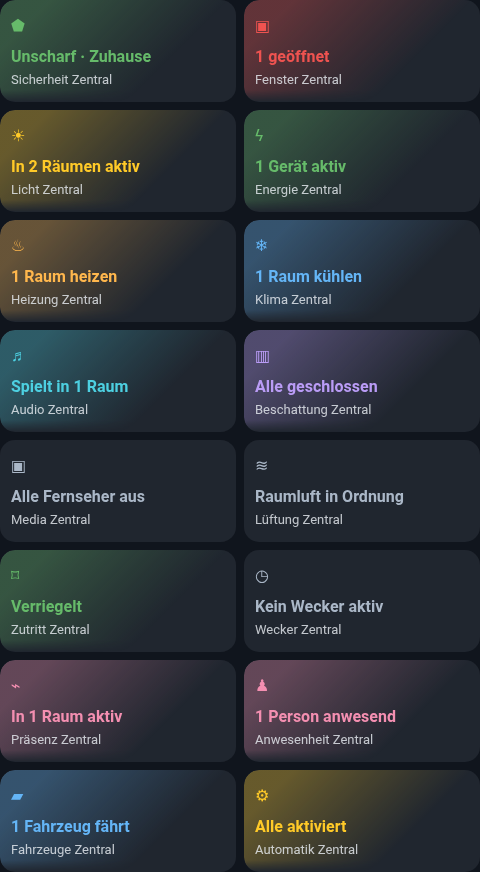 Unscharf · Zuhause
Sicherheit Zentral
1 geöffnet
Fenster Zentral
In 2 Räumen aktiv
Licht Zentral
1 Gerät aktiv
Energie Zentral
1 Raum heizen
Heizung Zentral
1 Raum kühlen
Klima Zentral
Spielt in 1 Raum
Audio Zentral
Alle geschlossen
Beschattung Zentral
Alle Fernseher aus
Media Zentral
Raumluft in Ordnung
Lüftung Zentral
Verriegelt
Zutritt Zentral
Kein Wecker aktiv
Wecker Zentral
In 1 Raum aktiv
Präsenz Zentral
1 Person anwesend
Anwesenheit Zentral
1 Fahrzeug fährt
Fahrzeuge Zentral
Alle aktiviert
Automatik Zentral